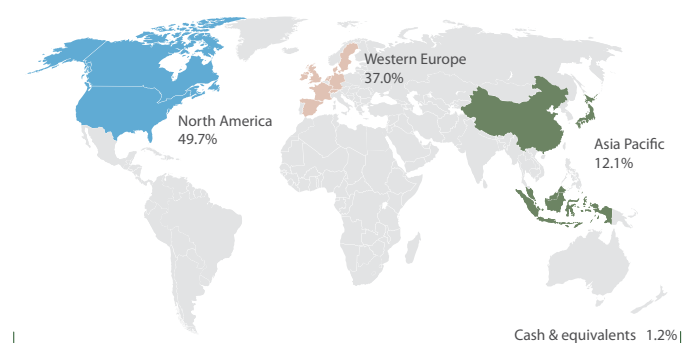 Western Europe
37.0%
North America
49.7%
Asia Pacific
12.1%
Cash & equivalents 1.2%